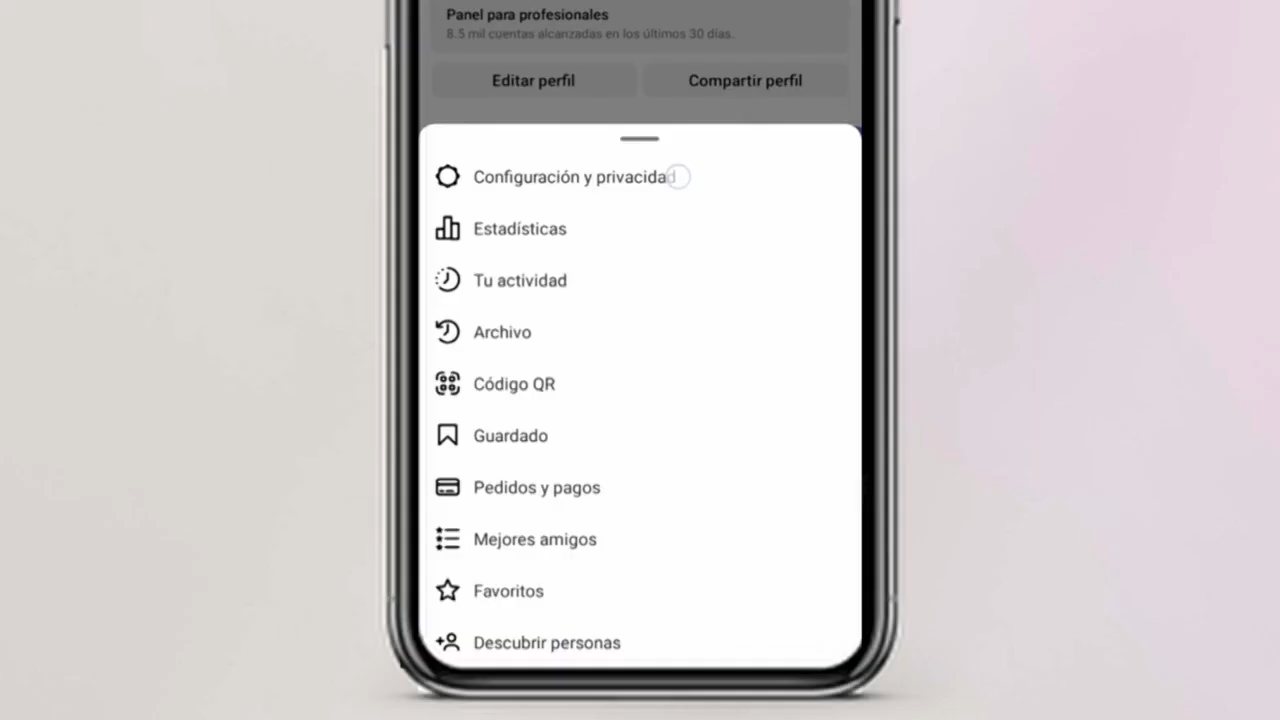 Panel para profesionales
8.5 mil cuentas alcanzadas en los últimos 30 días.
Editar perfil
Compartir perfil
Configuración y privacidad
Estadísticas
Tu actividad
Archivo
Código QR
Guardado
Pedidos y pagos
Mejores amigos
Favoritos
Descubrir personas